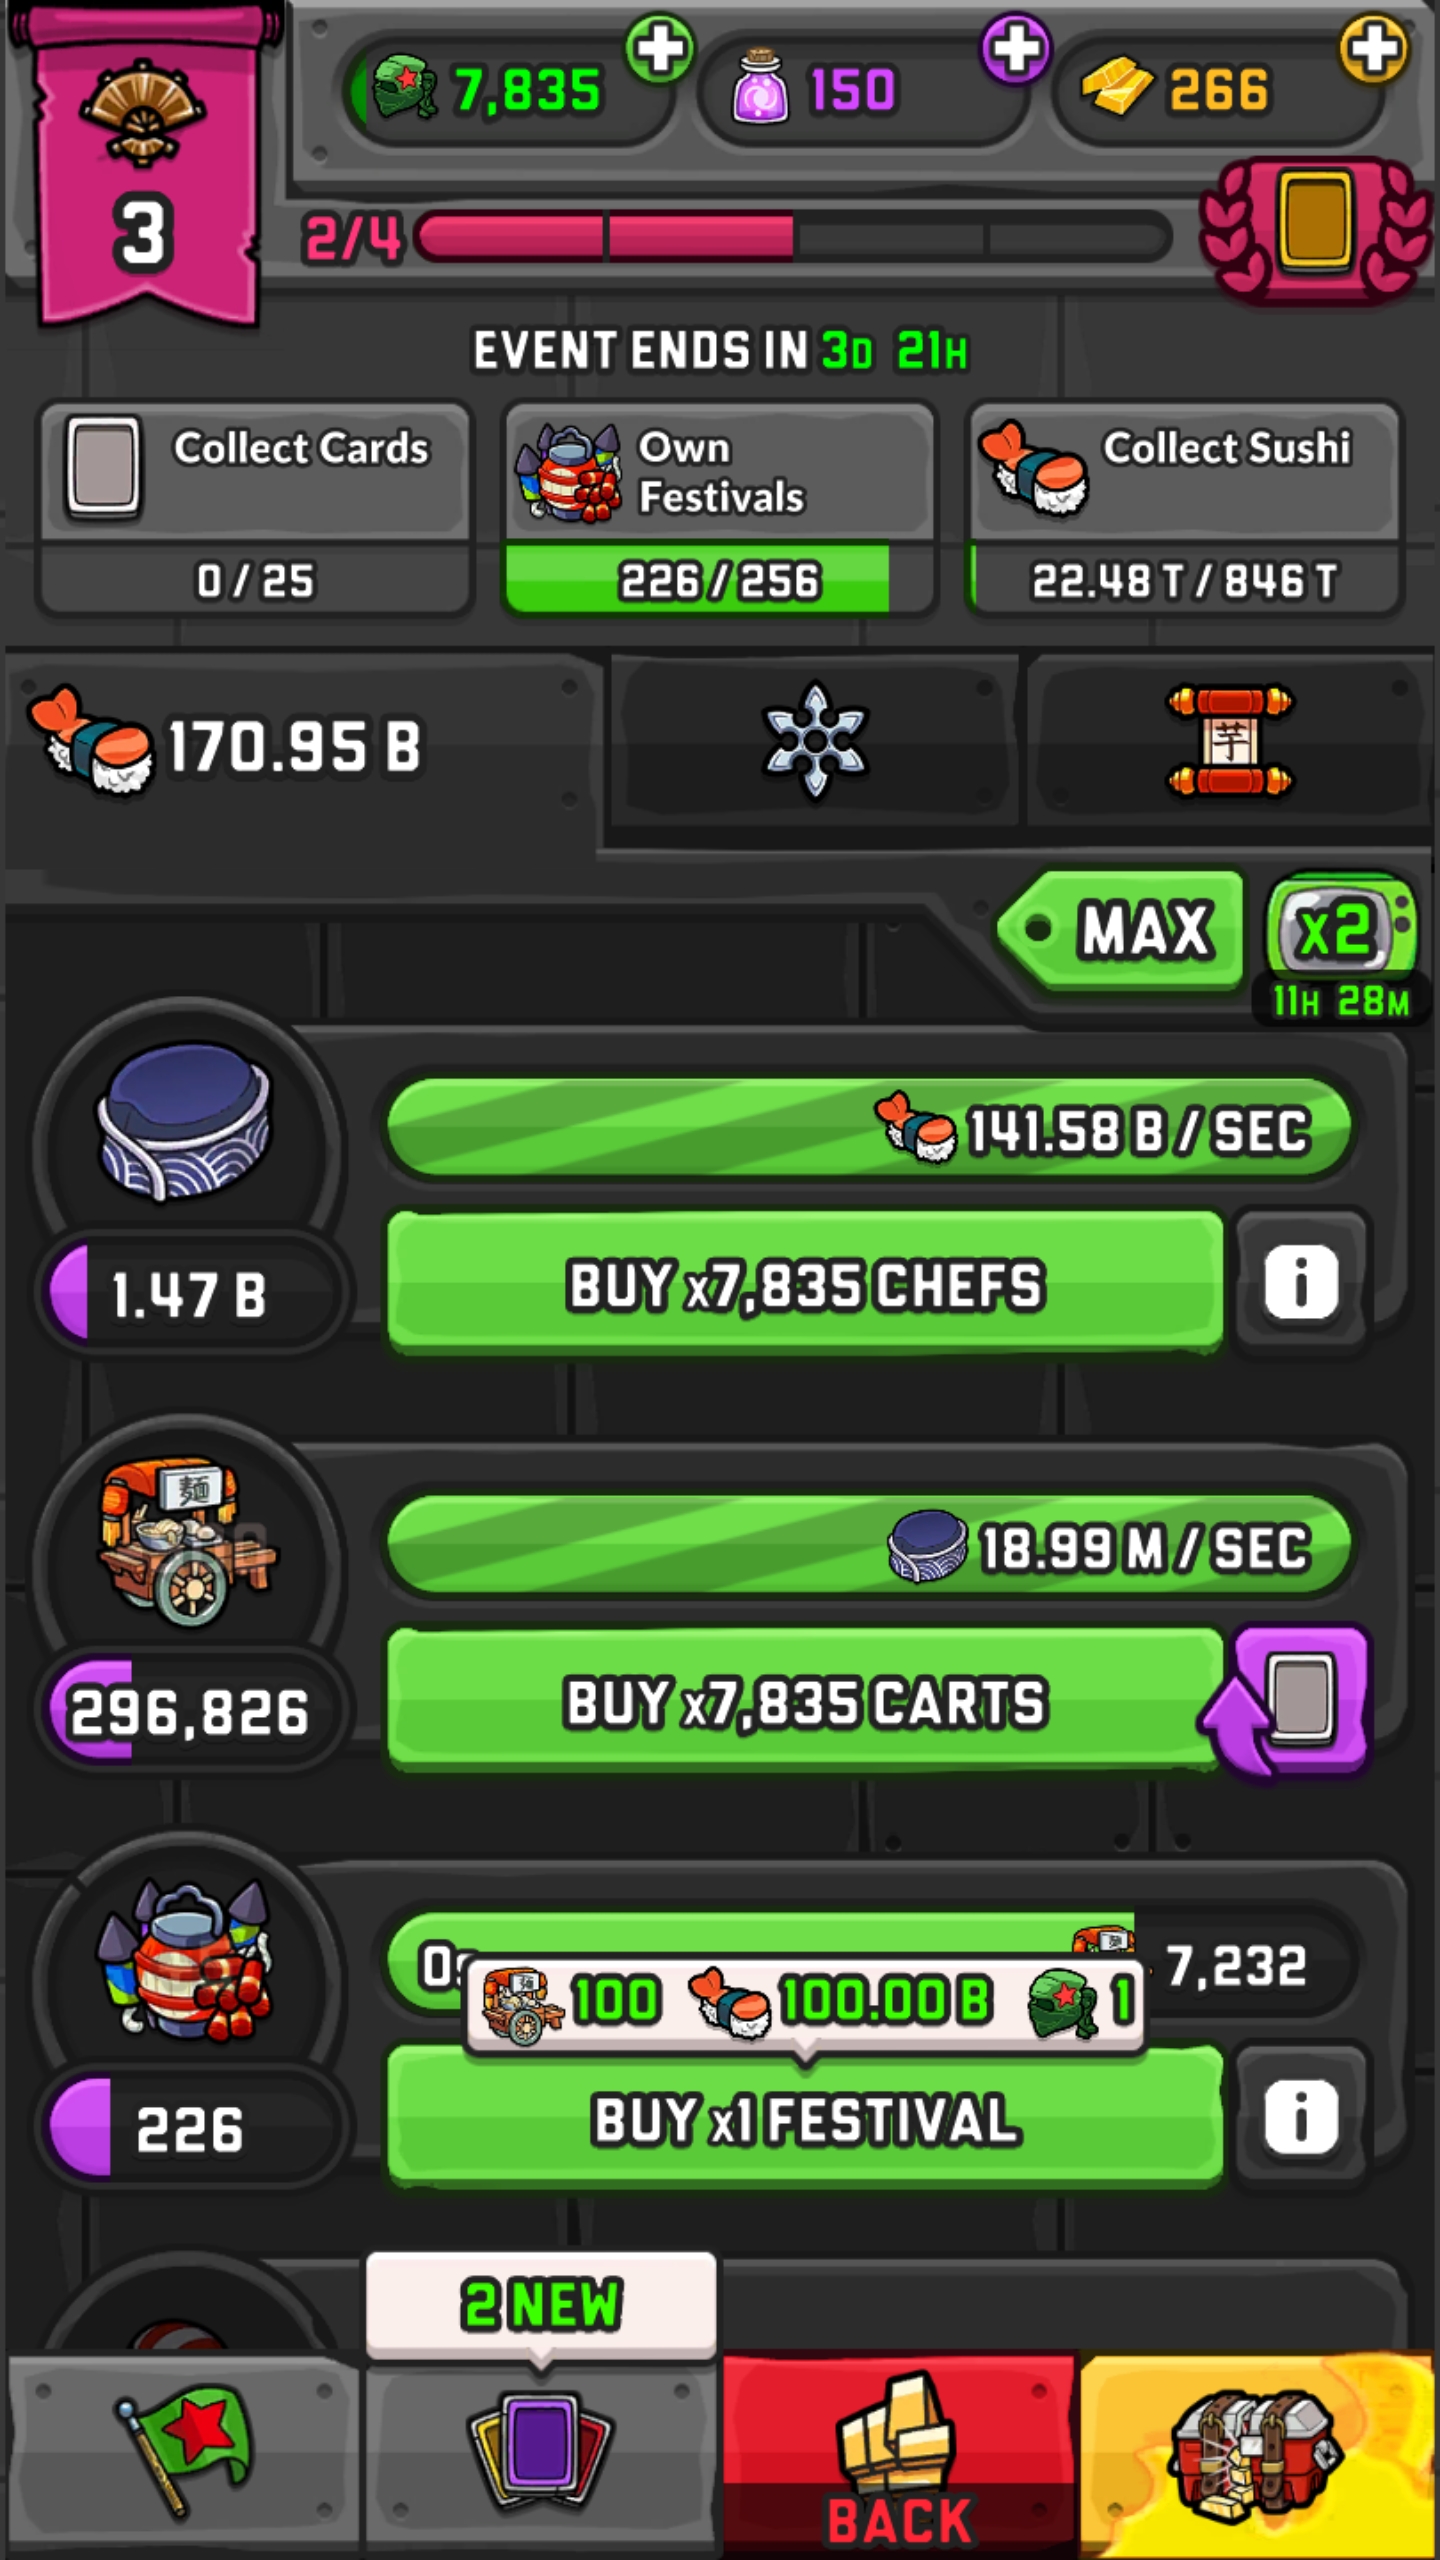 7,835
150
266
3
2/4
EVENT ENDS IN 3D 21H
Collect Cards
0 / 25
Own
Festivals
226 / 256
Collect Sushi
22.48 T / 846 T
170.95 B
芋
MAX
x2
11H 28M
141.58 B / SEC
1.47 B
BUY x7,835 CHEFS
i
麺
18.99 M / SEC
296,826
BUY x7,835 CARTS
7,232
100
100.00 B
1
226
BUY x1 FESTIVAL
i
2 NEW
BACK